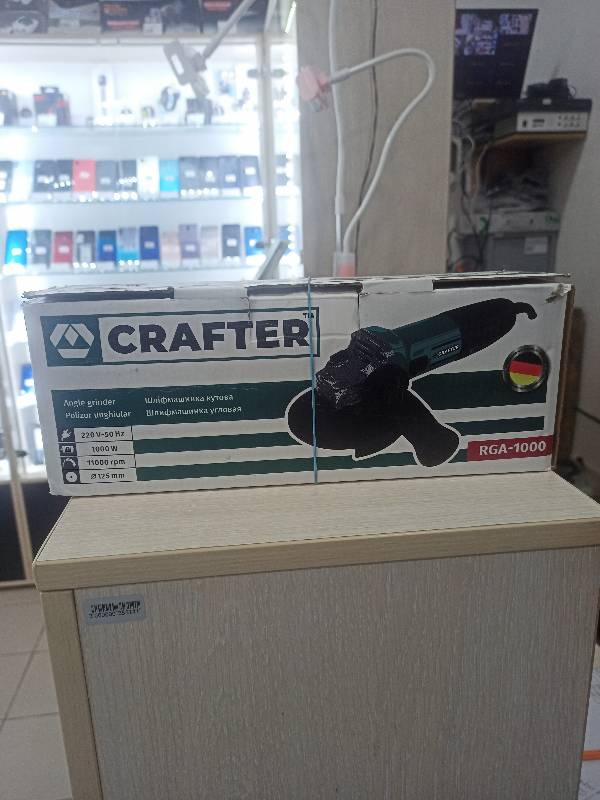 CRAFTER™
Angle grinder
Polizor unghiular
Шліфмашинка кутова
Шлифмашинка угловая
220 V~50 Hz
1000 W
11000 rpm
Ø 125 mm
CRAFTER
RGA-1000